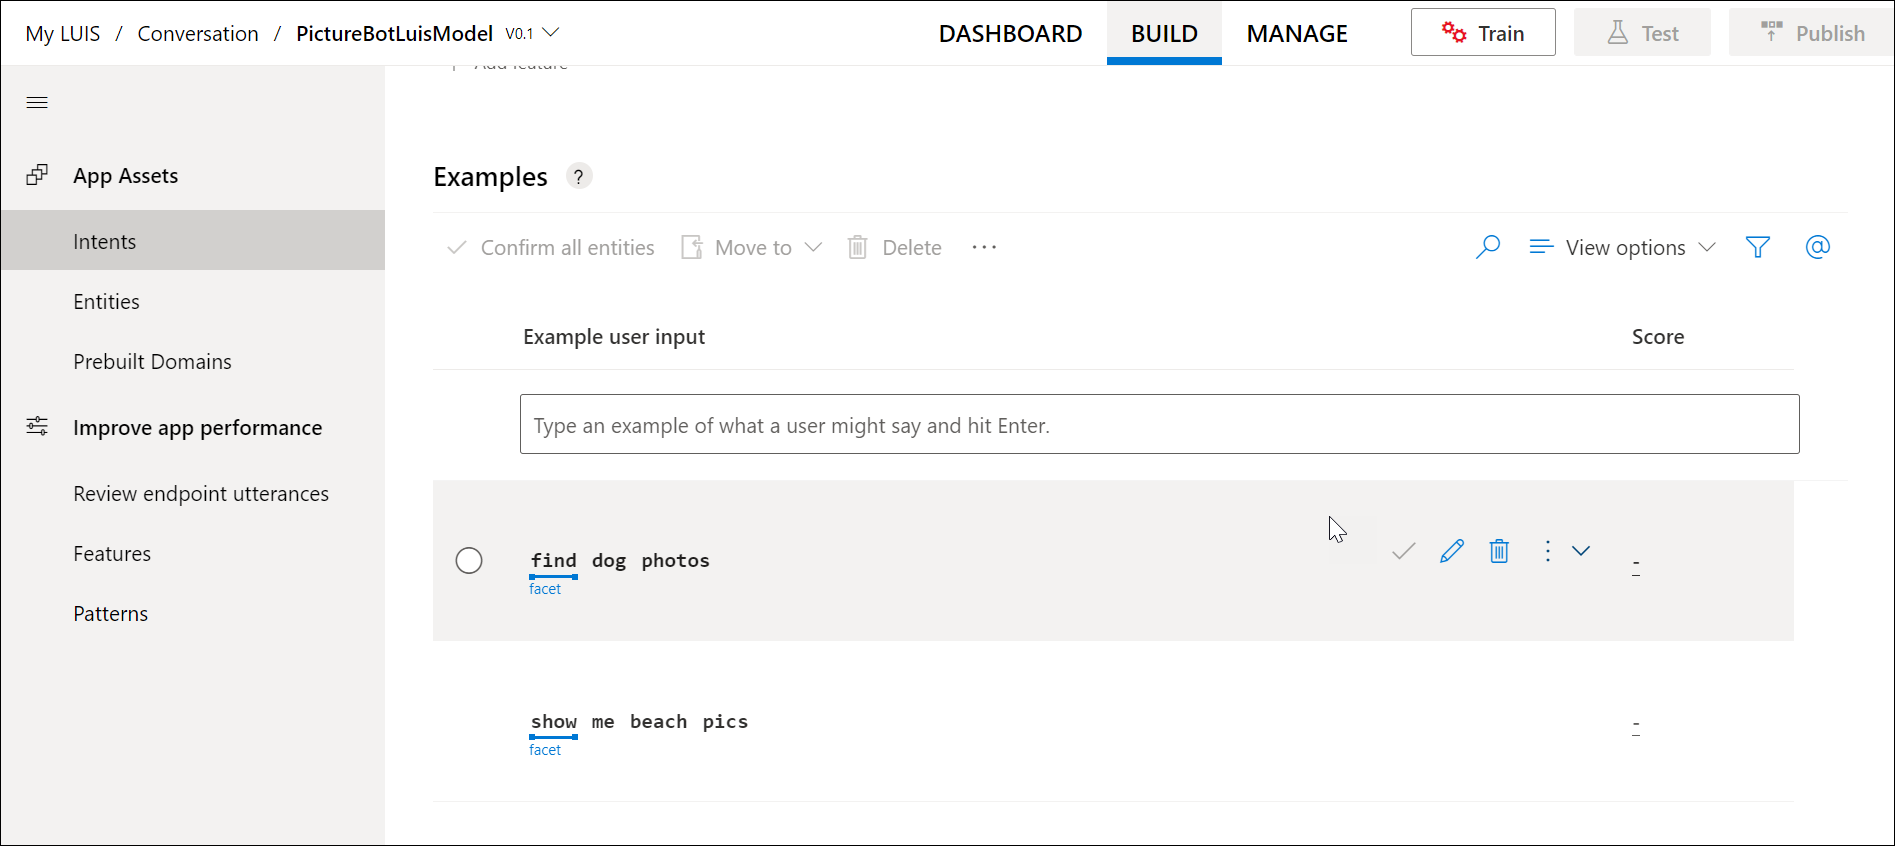 My LUIS / Conversation / PictureBotLuisModel V0.1
DASHBOARD BUILD MANAGE Train Test Publish
Add feature
App Assets
Intents
Entities
Prebuilt Domains
Improve app performance
Review endpoint utterances
Features
Patterns
Examples ?
Confirm all entities Move to Delete ...
View options @
Example user input Score
Type an example of what a user might say and hit Enter.
find dog photos -
facet
show me beach pics -
facet